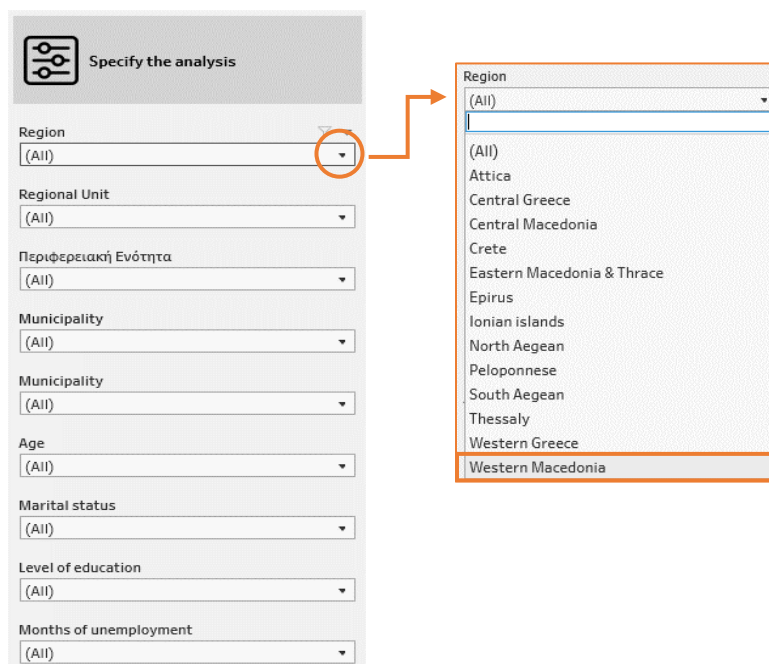 Specify the analysis
Region
(All)
Regional Unit
(All)
Περιφερειακή Ενότητα
(All)
Municipality
(All)
Municipality
(All)
Age
(All)
Marital status
(All)
Level of education
(All)
Months of unemployment
(All)
Region
(All)
(All)
Attica
Central Greece
Central Macedonia
Crete
Eastern Macedonia & Thrace
Epirus
Ionian islands
North Aegean
Peloponnese
South Aegean
Thessaly
Western Greece
Western Macedonia